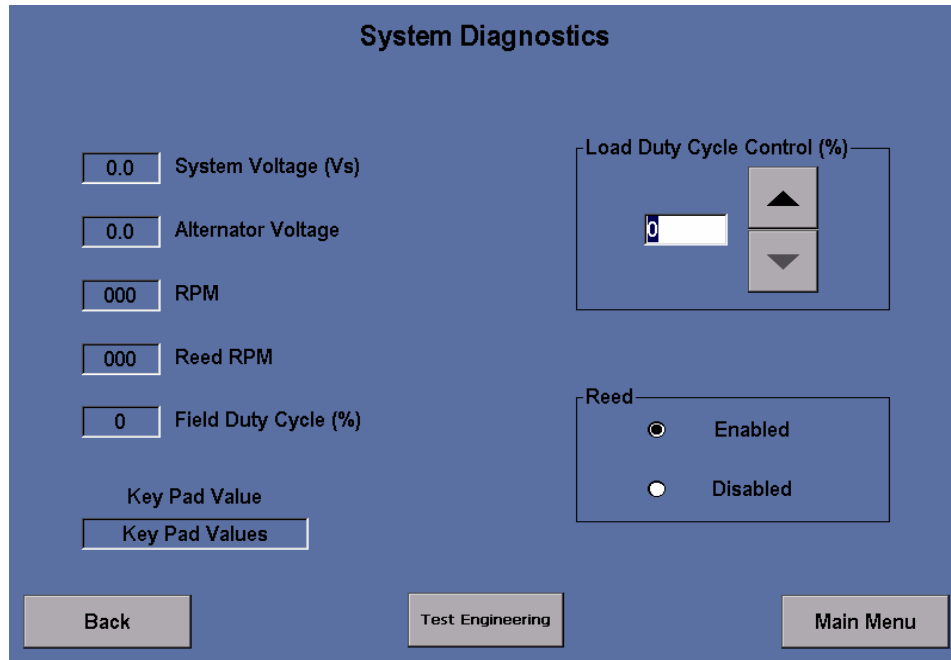 System Diagnostics
0.0 System Voltage (Vs)
0.0 Alternator Voltage
000 RPM
000 Reed RPM
0 Field Duty Cycle (%)
Key Pad Value
Key Pad Values
Load Duty Cycle Control (%)
0
Reed
Enabled
Disabled
Back
Test Engineering
Main Menu